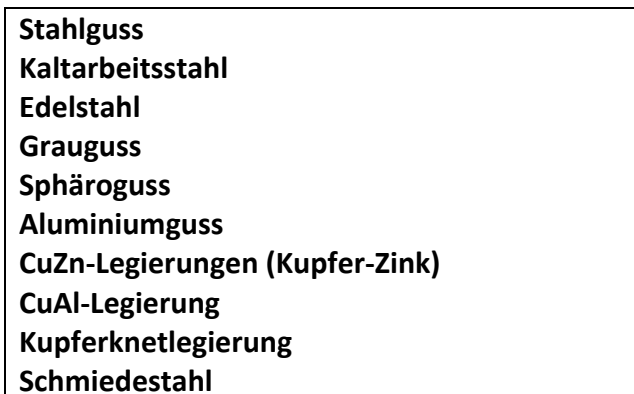 Stahlguss
Kaltarbeitsstahl
Edelstahl
Grauguss
Sphäroguss
Aluminiumguss
CuZn-Legierungen (Kupfer-Zink)
CuAl-Legierung
Kupferknetlegierung
Schmiedestahl